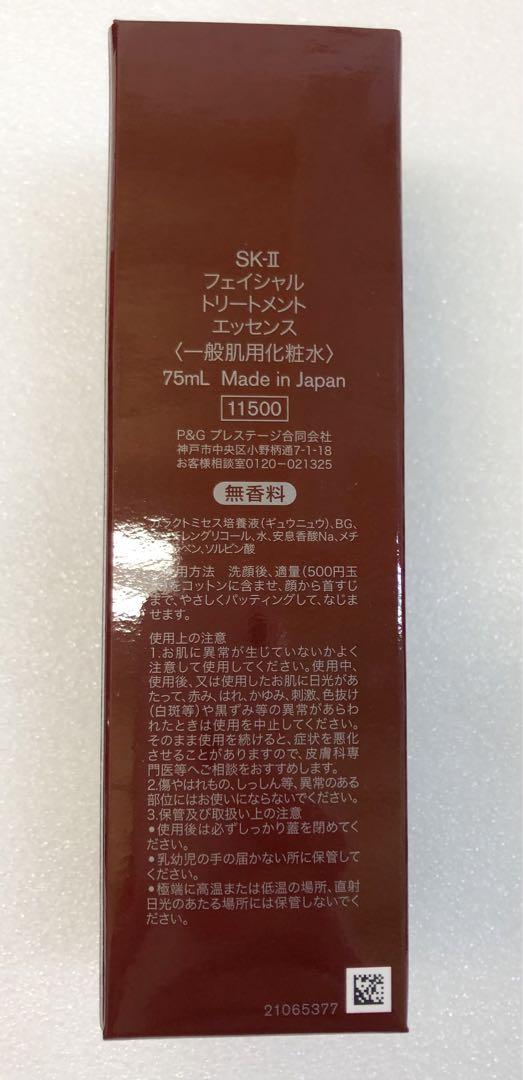 SK-II
フェイシャル
トリートメント
エッセンス
〈一般肌用化粧水〉
75mL Made in Japan
11500
P&G プレステージ合同会社
神戸市中央区小野柄通7-1-18
お客様相談室0120-021325
無香料
ラクトミセス培養液(ギュウニュウ)、BG、
レングリコール、水、安息香酸Na、メチ
ベン、ソルビン酸
用方法 洗顔後、適量(500円玉
をコットンに含ませ、顔から首すじ
まで、やさしくパッティングして、なじま
せます。
使用上の注意
1.お肌に異常が生じていないかよく
注意して使用してください。使用中、
使用後、又は使用したお肌に日光があ
たって、赤み、はれ、かゆみ、刺激、色抜け
(白斑等)や黒ずみ等の異常があらわ
れたときは使用を中止してください。
そのまま使用を続けると、症状を悪化
させることがありますので、皮膚科専
門医等へご相談をおすすめします。
2.傷やはれもの、しっしん等、異常のある
部位にはお使いにならないでください。
3.保管及び取扱い上の注意
●使用後は必ずしっかり蓋を閉めてく
ださい。
●乳幼児の手の届かない所に保管して
ください。
●極端に高温または低温の場所、直射
日光のあたる場所には保管しないでく
ださい。
21065377